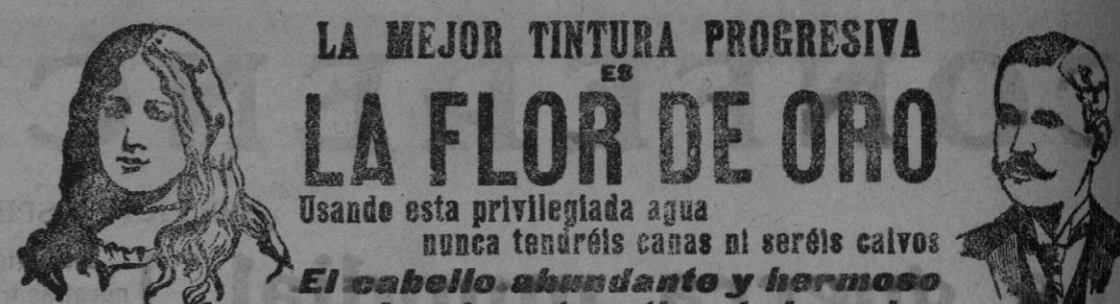 LA MEJOR TINTURA PROGRESIVA
ES
LA FLOR DE ORO
Usando esta privilegiada agua
nunca tendréis canas ni seréis calvos
El cabello abundante y hermoso